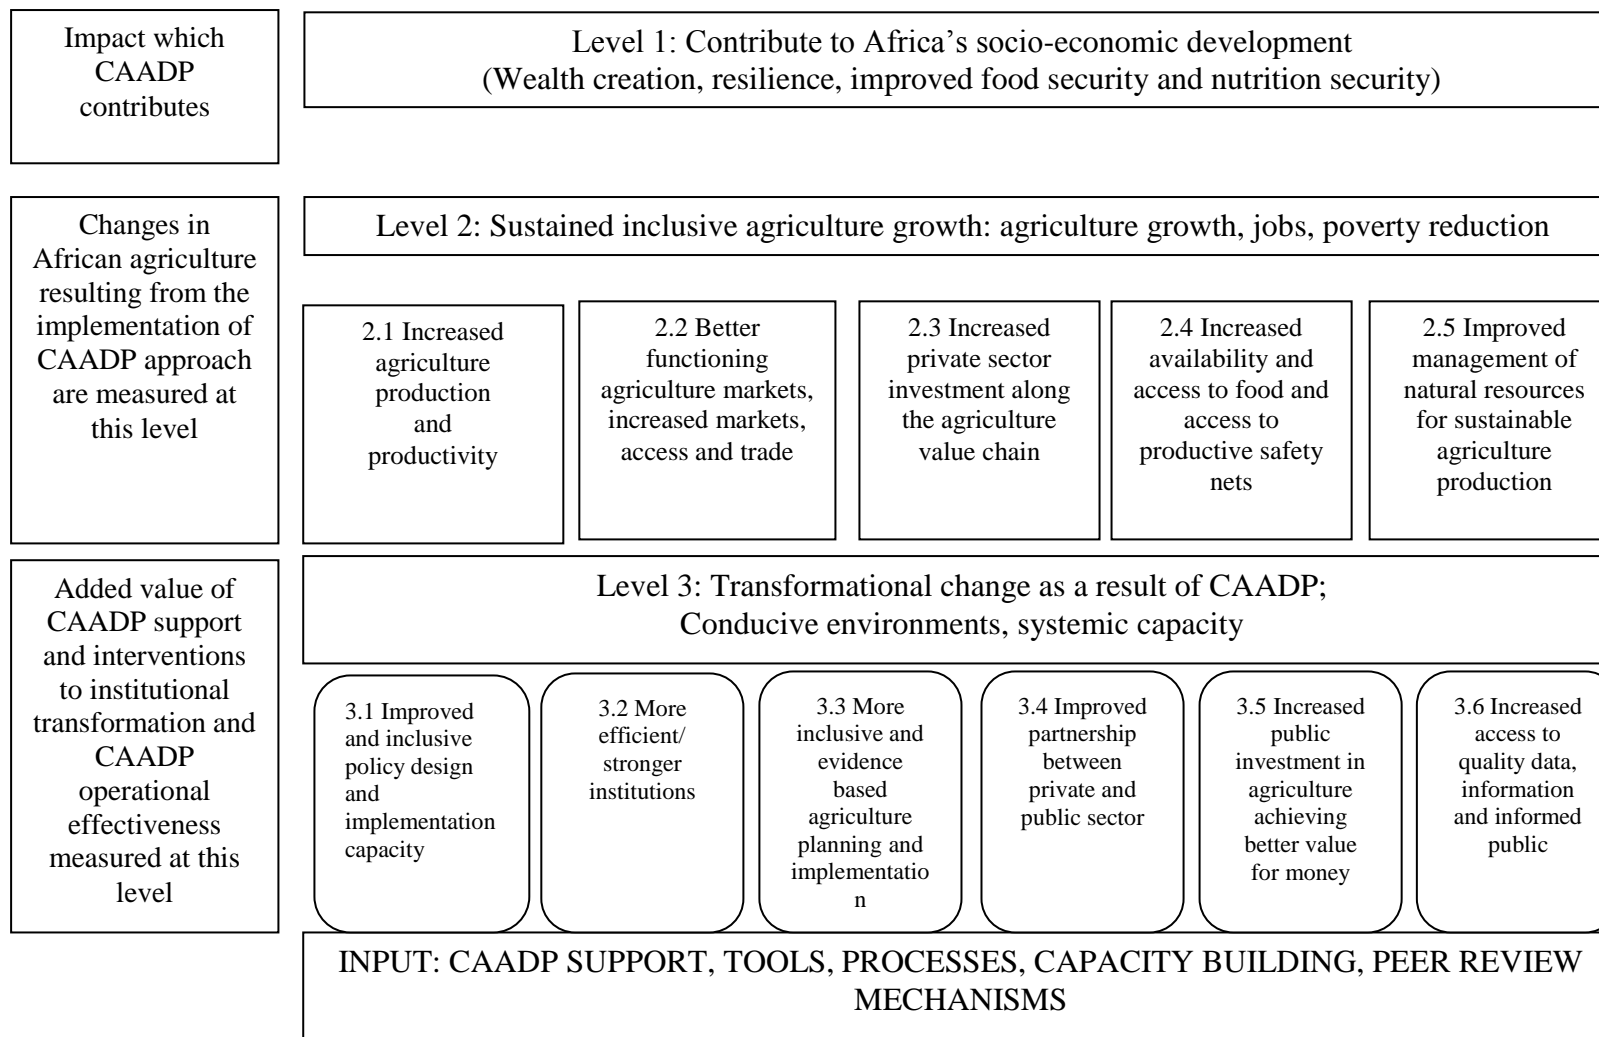 Impact which
CAADP
contributes
Level 1: Contribute to Africa’s socio-economic development
(Wealth creation, resilience, improved food security and nutrition security)
Changes in
African agriculture
resulting from the
implementation of
CAADP approach
are measured at
this level
Level 2: Sustained inclusive agriculture growth: agriculture growth, jobs, poverty reduction
2.1 Increased
agriculture
production
and
productivity
2.2 Better
functioning
agriculture markets,
increased markets,
access and trade
2.3 Increased
private sector
investment along
the agriculture
value chain
2.4 Increased
availability and
access to food and
access to
productive safety
nets
2.5 Improved
management of
natural resources
for sustainable
agriculture
production
Added value of
CAADP support
and interventions
to institutional
transformation and
CAADP
operational
effectiveness
measured at this
level
Level 3: Transformational change as a result of CAADP;
Conducive environments, systemic capacity
3.1 Improved
and inclusive
policy design
and
implementation
capacity
3.2 More
efficient/
stronger
institutions
3.3 More
inclusive and
evidence
based
agriculture
planning and
implementatio
n
3.4 Improved
partnership
between
private and
public sector
3.5 Increased
public
investment in
agriculture
achieving
better value
for money
3.6 Increased
access to
quality data,
information
and informed
public
INPUT: CAADP SUPPORT, TOOLS, PROCESSES, CAPACITY BUILDING, PEER REVIEW
MECHANISMS